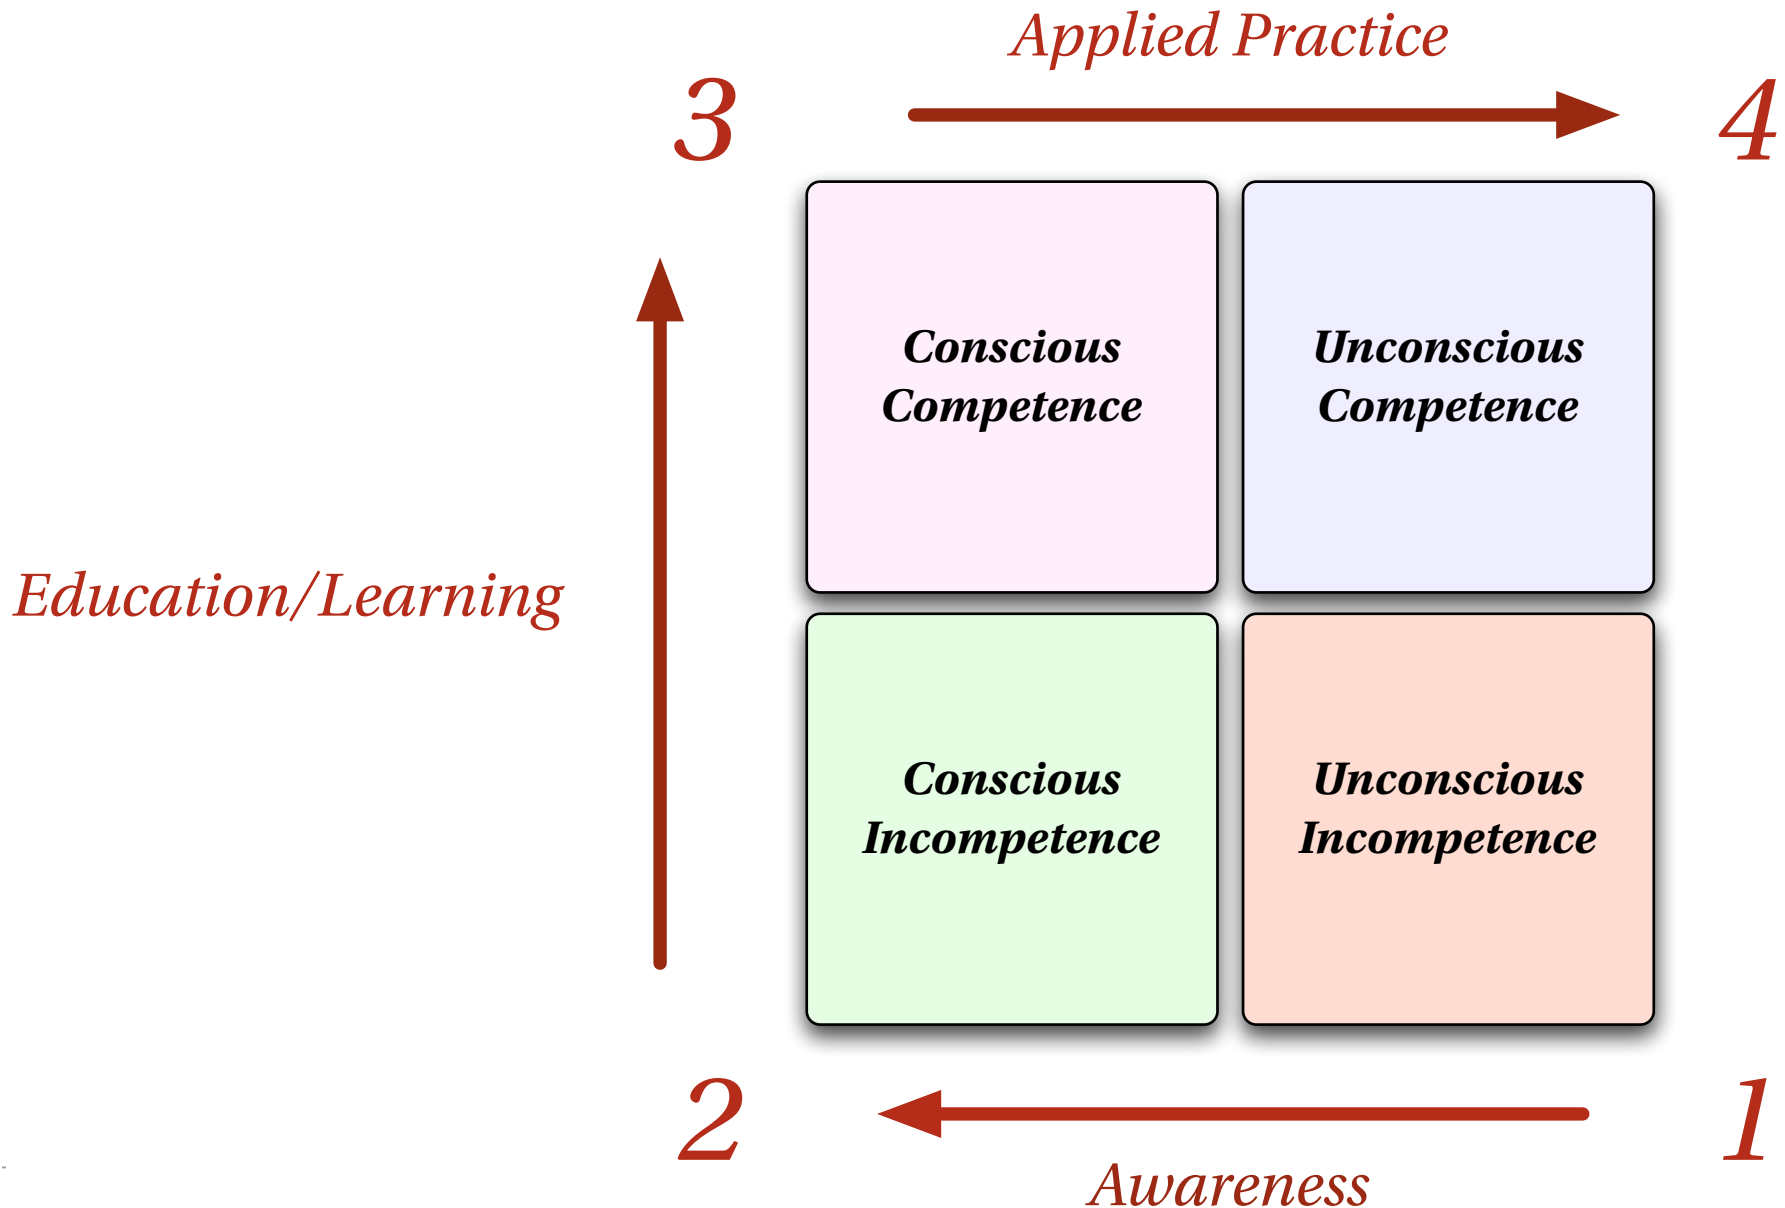 Applied Practice
3
4
Conscious
Competence
Unconscious
Competence
Education/Learning
Conscious
Incompetence
Unconscious
Incompetence
2
1
Awareness